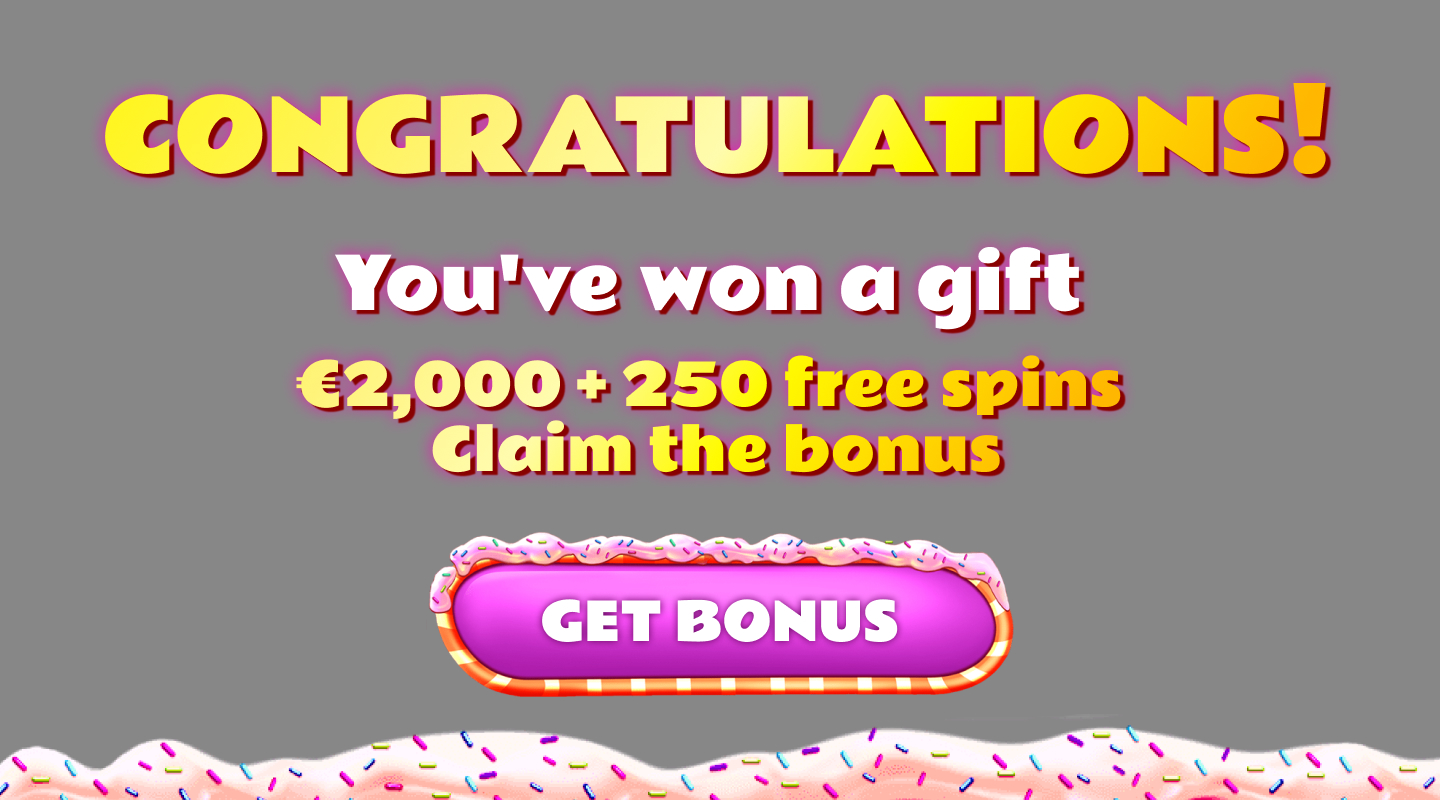 CONGRATULATIONS!
You've won a gift
€2,000 + 250 free spins
Claim the bonus
GET BONUS